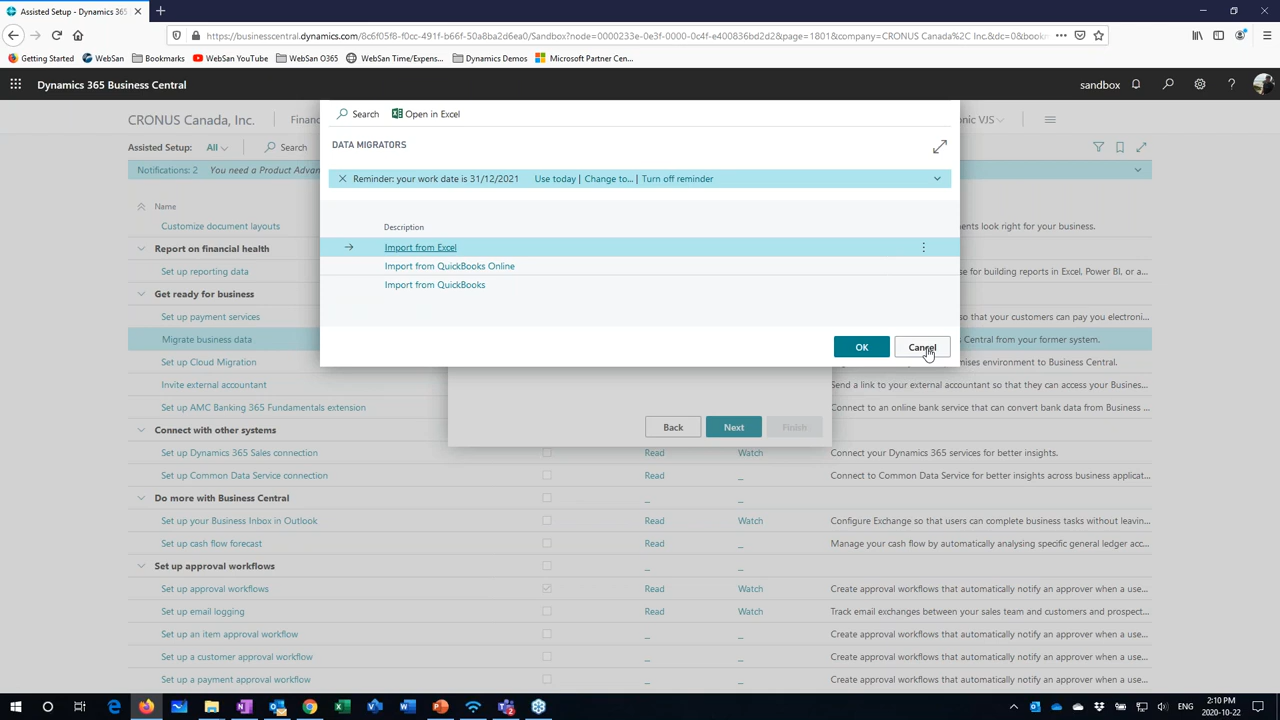 Assisted Setup - Dynamics 365
https://businesscentral.dynamics.com/8c6f05f8-f0cc-491f-b66f-50a8ba2d6ea0/Sandbox?node=0000233e-0e3f-0000-0c4f-e400836bd2d2&page=1801&company=CRONUS Canada%2C Inc.&dc=0&book
Getting Started WebSan Bookmarks WebSan YouTube WebSan O365 WebSan Time/Expens... Dynamics Demos Microsoft Partner Cen...
Dynamics 365 Business Central sandbox ?
CRONUS Canada, Inc. Finan onic VJS
Assisted Setup: All Search
Notifications: 2 You need a Product Advan
Search Open in Excel
DATA MIGRATORS
Reminder: your work date is 31/12/2021 Use today | Change to... | Turn off reminder
Description
Import from Excel
Import from QuickBooks Online
Import from QuickBooks
OK Cancel
Back Next Finish
Name
Customize document layouts ents look right for your business.
Report on financial health
Set up reporting data se for building reports in Excel, Power BI, or a...
Get ready for business
Set up payment services so that your customers can pay you electroni...
Migrate business data s Central from your former system.
Set up Cloud Migration mises environment to Business Central.
Invite external accountant Send a link to your external accountant so that they can access your Busines...
Set up AMC Banking 365 Fundamentals extension Connect to an online bank service that can convert bank data from Business ...
Connect with other systems
Set up Dynamics 365 Sales connection Read Watch Connect your Dynamics 365 services for better insights.
Set up Common Data Service connection Read _ Connect to Common Data Service for better insights across business applicat...
Do more with Business Central _ _
Set up your Business Inbox in Outlook Read Watch Configure Exchange so that users can complete business tasks without leavin...
Set up cash flow forecast Read _ Manage your cash flow by automatically analysing specific general ledger acc...
Set up approval workflows _ _
Set up approval workflows Read Watch Create approval workflows that automatically notify an approver when a use...
Set up email logging Read Watch Track email exchanges between your sales team and customers and prospect...
Set up an item approval workflow _ _ Create approval workflows that automatically notify an approver when a use...
Set up a customer approval workflow _ _ Create approval workflows that automatically notify an approver when a use...
Set up a payment approval workflow _ _ Create approval workflows that automatically notify an approver when a use...
ENG 2:10 PM
2020-10-22